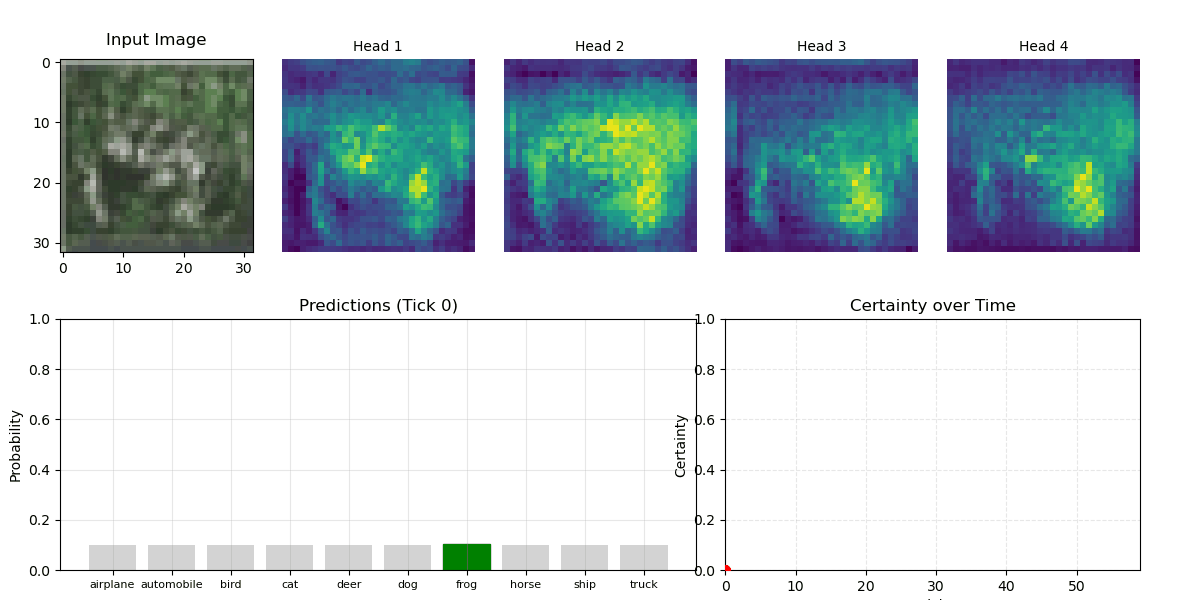 Input Image
Head 1
Head 2
Head 3
Head 4
0
10
20
30
0 10 20 30
Predictions (Tick 0)
Probability
1.0
0.8
0.6
0.4
0.2
0.0
airplane automobile bird cat deer dog frog horse ship truck
Certainty over Time
Certainty
1.0
0.8
0.6
0.4
0.2
0.0
0 10 20 30 40 50